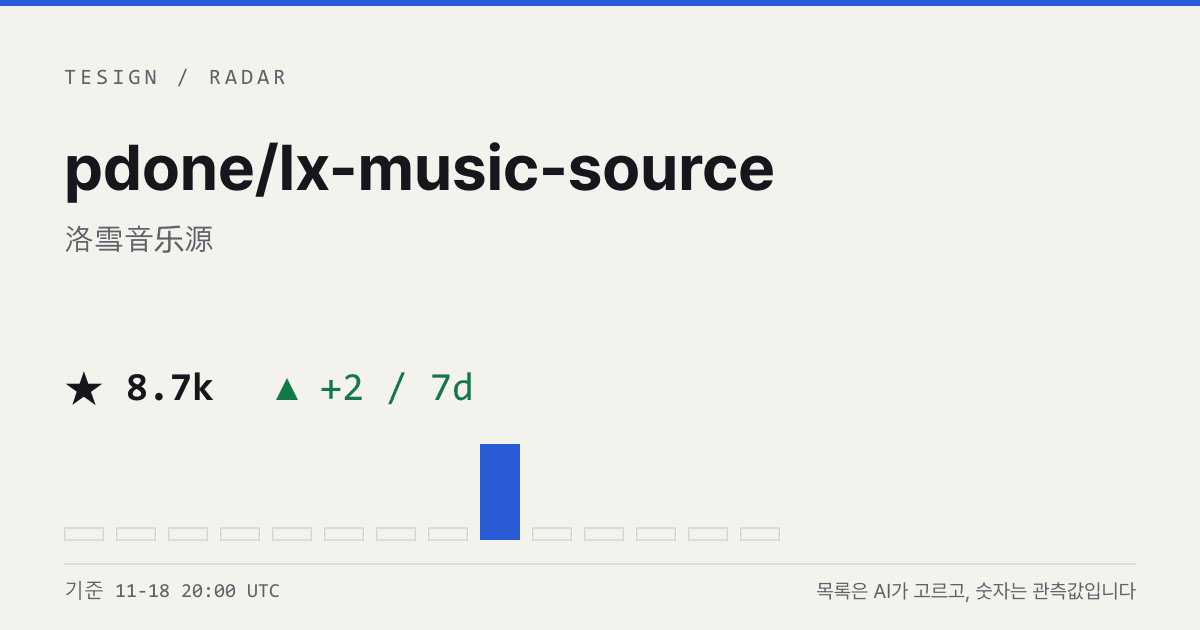 TESIGN / RADAR
pdone/lx-music-source
洛雪音乐源
★ 8.7k ▲ +2 / 7d
기준 11-18 20:00 UTC
목록은 AI가 고르고, 숫자는 관측값입니다